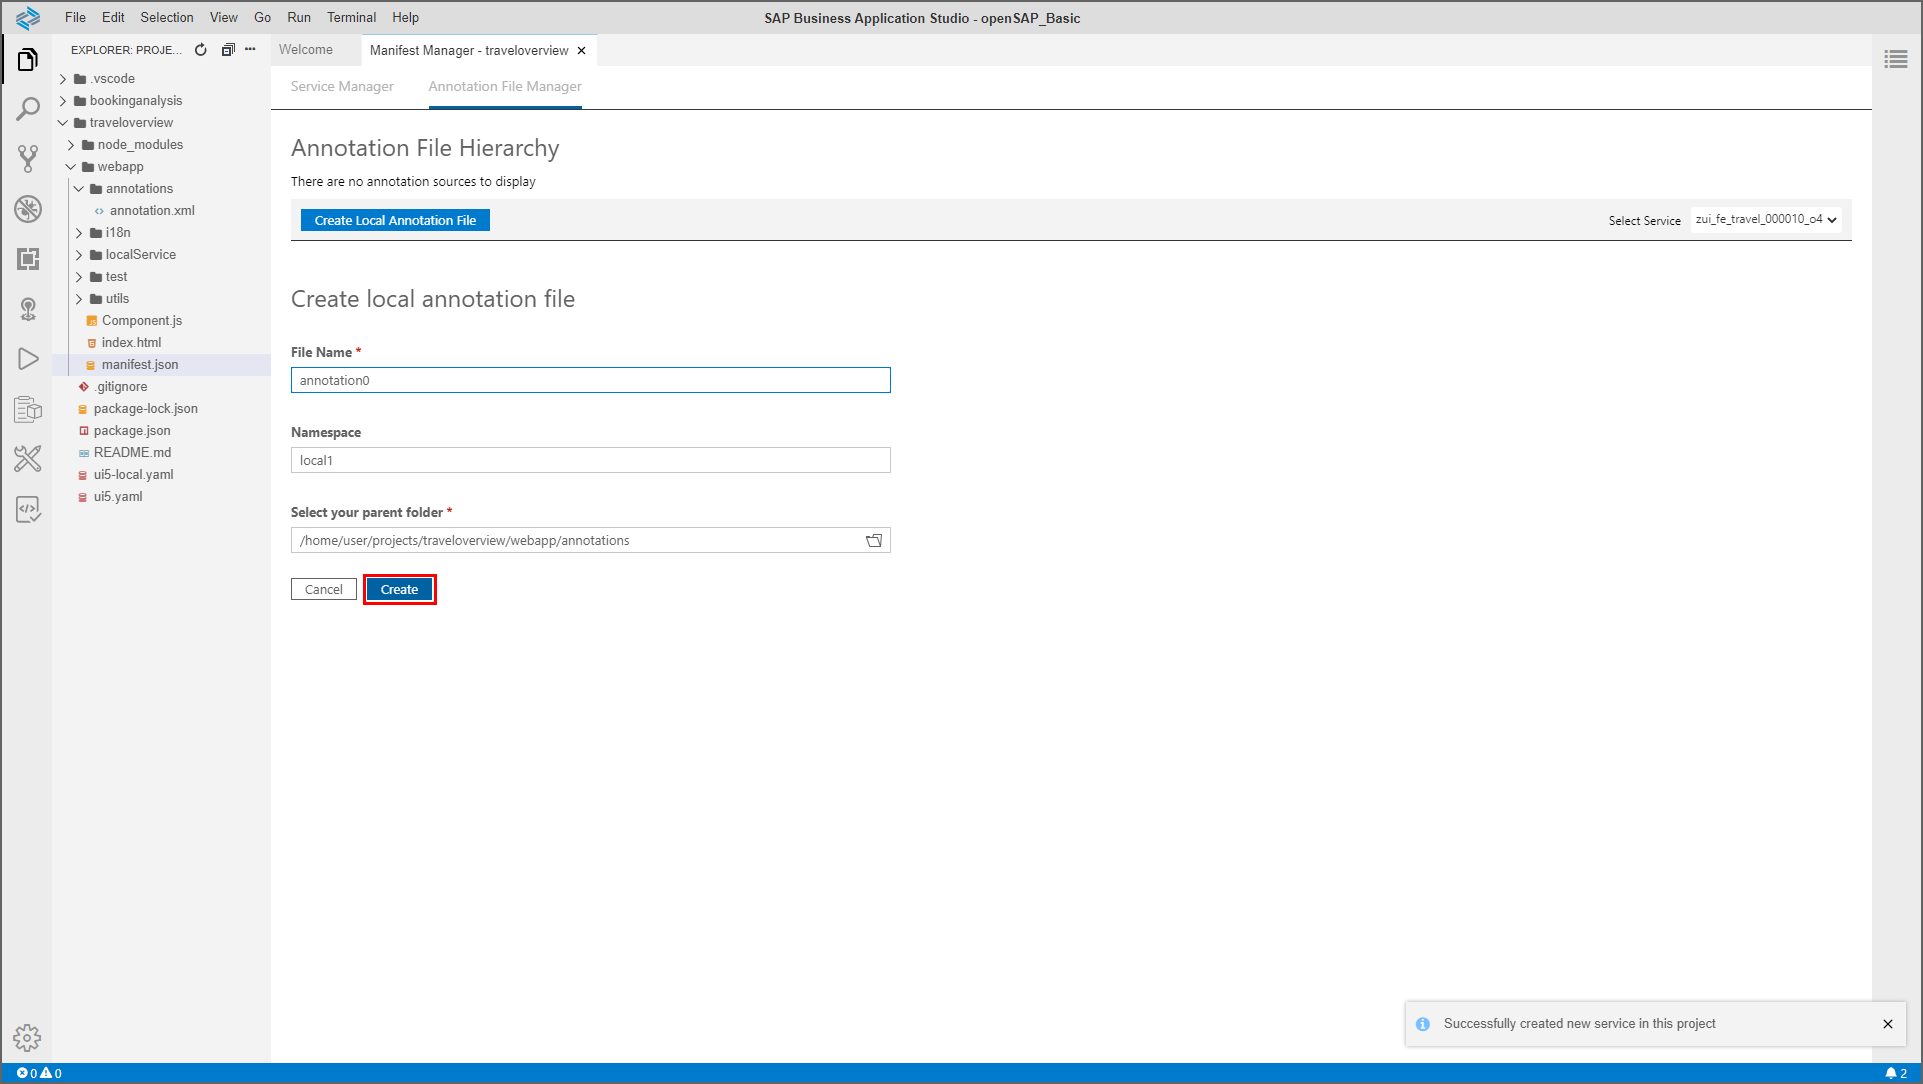 File Edit Selection View Go Run Terminal Help
SAP Business Application Studio - openSAP_Basic
EXPLORER: PROJE...
.vscode
bookinganalysis
traveloverview
node_modules
webapp
annotations
annotation.xml
i18n
localService
test
utils
Component.js
index.html
manifest.json
.gitignore
package-lock.json
package.json
README.md
ui5-local.yaml
ui5.yaml
Welcome
Manifest Manager - traveloverview
Service Manager
Annotation File Manager
Annotation File Hierarchy
There are no annotation sources to display
Create Local Annotation File
Select Service
zui_fe_travel_000010_o4
Create local annotation file
File Name *
annotation0
Namespace
local1
Select your parent folder *
/home/user/projects/traveloverview/webapp/annotations
Cancel
Create
Successfully created new service in this project
0 0
2